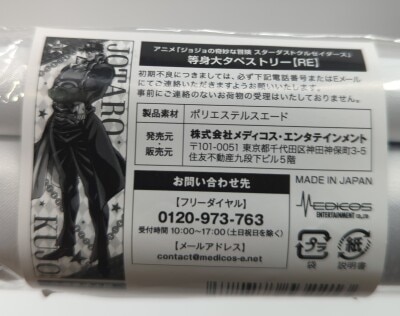 JOTARO
KUJO
アニメ「ジョジョの奇妙な冒険 スターダストクルセイダース」
等身大タペストリー【RE】
初期不良につきましては、必ず下記電話番号またはEメール
にてご連絡いただきますようお願いいたします。
事前にご連絡のないお荷物の受理はいたしておりません。
製品素材 ポリエステルスエード
発売元・販売元
株式会社メディコス・エンタテインメント
〒101-0051 東京都千代田区神田神保町3-5
住友不動産九段下ビル5階
お問い合わせ先
【フリーダイヤル】
0120-973-763
受付時間 10:00~17:00(土日祝日を除く)
【メールアドレス】
contact@medicos-e.net
MADE IN JAPAN
MEDICOS
ENTERTAINMENT CO.,LTD
プラ
袋
紙
説明書